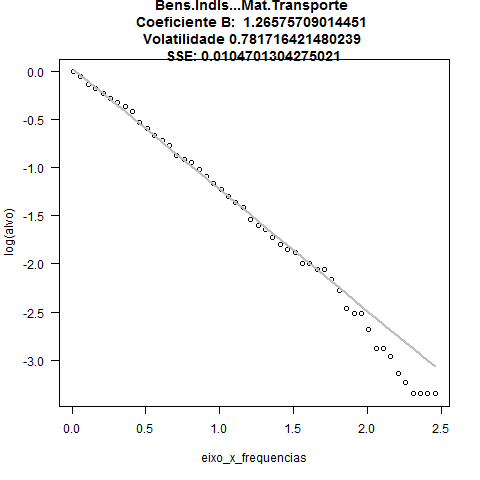 Bens.Indis...Mat.Transporte
Coeficiente B:  1.26575709014451
Volatilidade 0.781716421480239
SSE: 0.0104701304275021
log(alvo)
0.0
-0.5
-1.0
-1.5
-2.0
-2.5
-3.0
0.0 0.5 1.0 1.5 2.0 2.5
eixo_x_frequencias